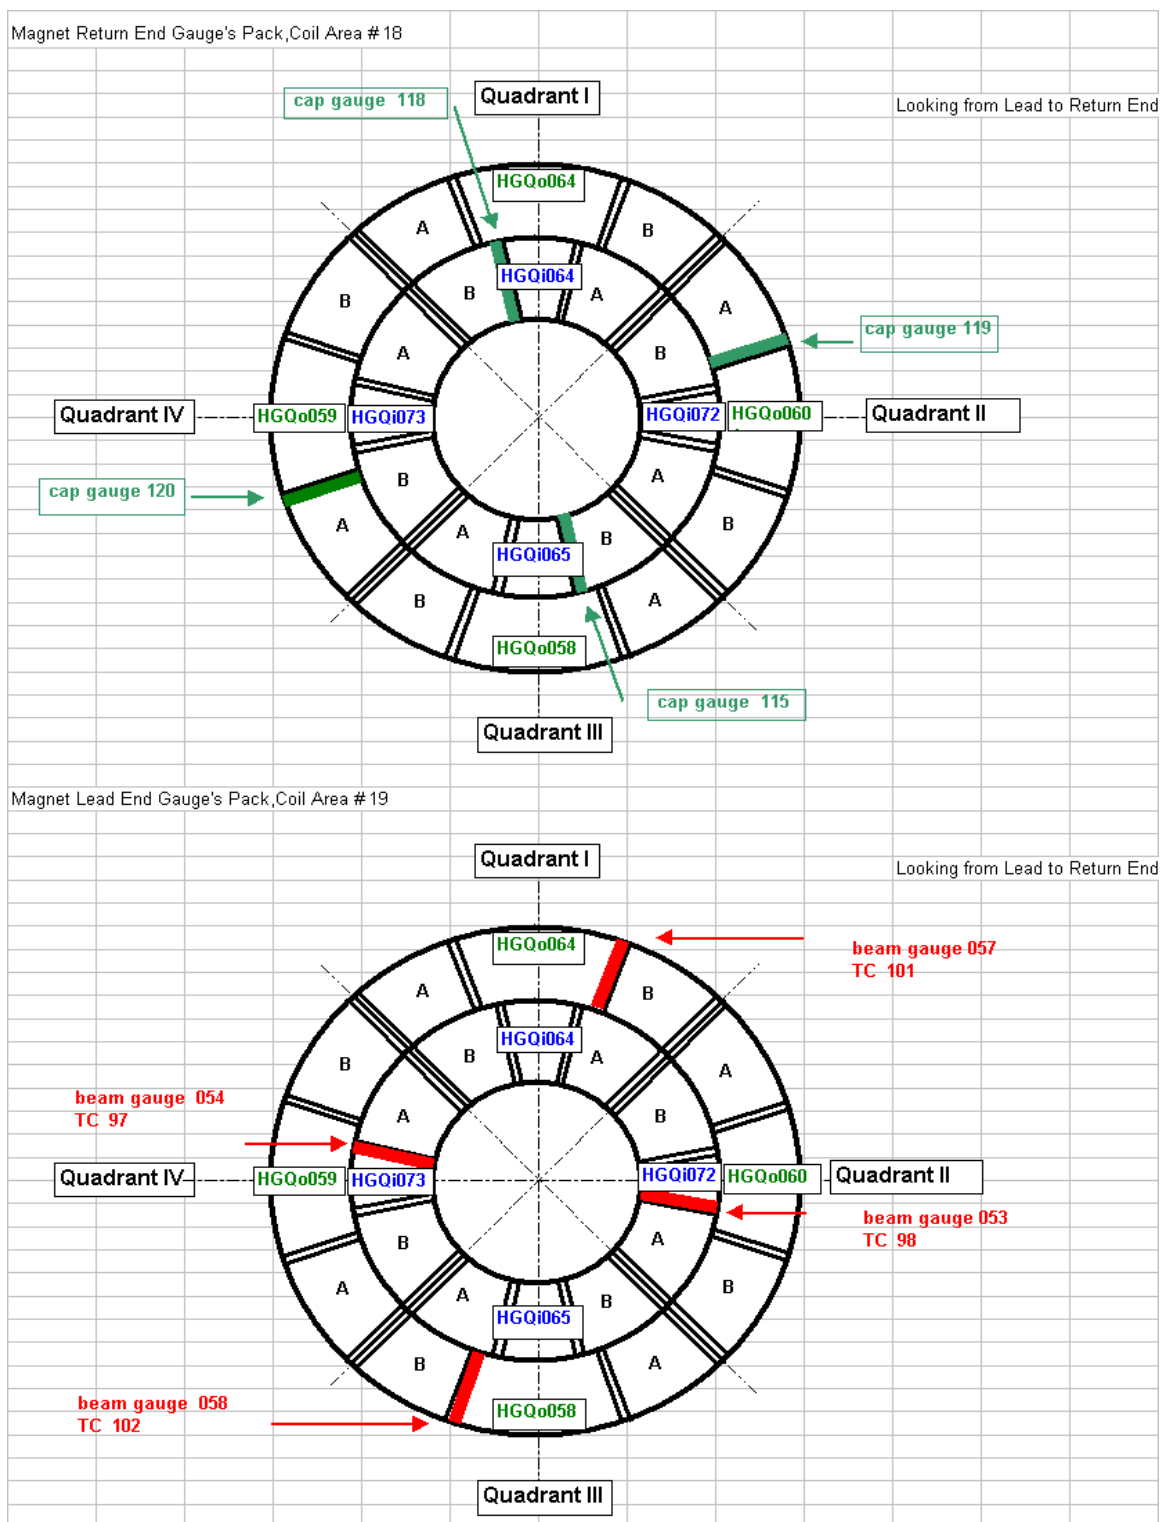 Magnet Return End Gauge's Pack,Coil Area # 18
Quadrant I
cap gauge 118
Looking from Lead to Return End
HGQo064
A
B
HGQi064
B
A
B
A
cap gauge 119
A
B
Quadrant IV
HGQo059
HGQi073
HGQi072
HGQo060
Quadrant II
B
A
cap gauge 120
A
B
A
B
HGQi065
B
A
HGQo058
cap gauge 115
Quadrant III
Magnet Lead End Gauge's Pack,Coil Area # 19
Quadrant I
Looking from Lead to Return End
HGQo064
beam gauge 057
TC 101
A
B
HGQi064
B
A
B
A
beam gauge 054
TC 97
A
B
Quadrant IV
HGQo059
HGQi073
HGQi072
HGQo060
Quadrant II
beam gauge 053
TC 98
B
A
A
B
A
B
HGQi065
B
A
beam gauge 058
TC 102
HGQo058
Quadrant III